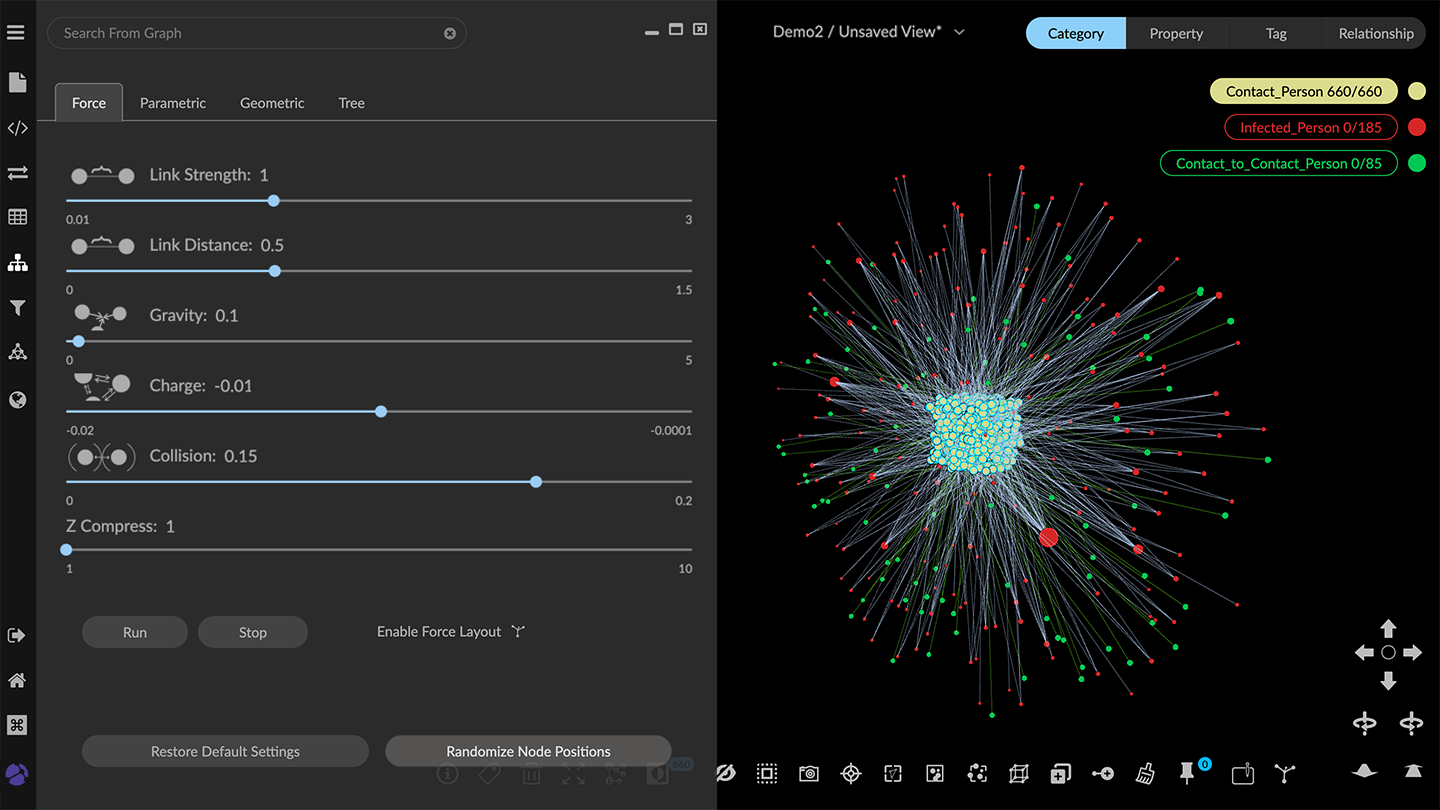 Search From Graph
Demo2 / Unsaved View*
Category
Property
Tag
Relationship
Force
Parametric
Geometric
Tree
Contact_Person 660/660
Infected_Person 0/185
Contact_to_Contact_Person 0/85
Link Strength: 1
0.01
3
Link Distance: 0.5
0
1.5
Gravity: 0.1
0
5
Charge: -0.01
-0.02
-0.0001
Collision: 0.15
0
0.2
Z Compress: 1
1
10
Run
Stop
Enable Force Layout
Restore Default Settings
Randomize Node Positions
660
0